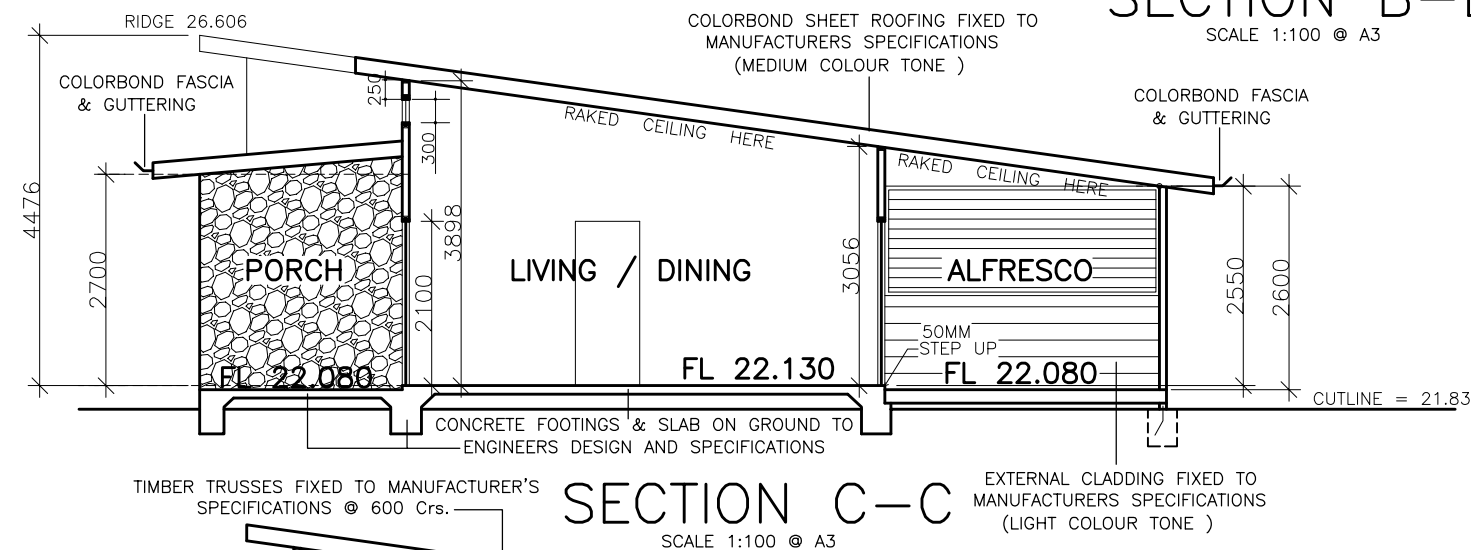 SECTION B-
SCALE 1:100 @ A3
RIDGE 26.606
COLORBOND SHEET ROOFING FIXED TO
MANUFACTURERS SPECIFICATIONS
(MEDIUM COLOUR TONE )
COLORBOND FASCIA
& GUTTERING
COLORBOND FASCIA
& GUTTERING
250
300
RAKED CEILING HERE
RAKED CEILING HERE
4476
2700
3898
2100
3056
2550
2600
PORCH
LIVING / DINING
ALFRESCO
50MM
STEP UP
FL 22.080
FL 22.130
FL 22.080
CUTLINE = 21.83
CONCRETE FOOTINGS & SLAB ON GROUND TO
ENGINEERS DESIGN AND SPECIFICATIONS
EXTERNAL CLADDING FIXED TO
MANUFACTURERS SPECIFICATIONS
(LIGHT COLOUR TONE )
TIMBER TRUSSES FIXED TO MANUFACTURER'S
SPECIFICATIONS @ 600 Crs.
SECTION C-C
SCALE 1:100 @ A3